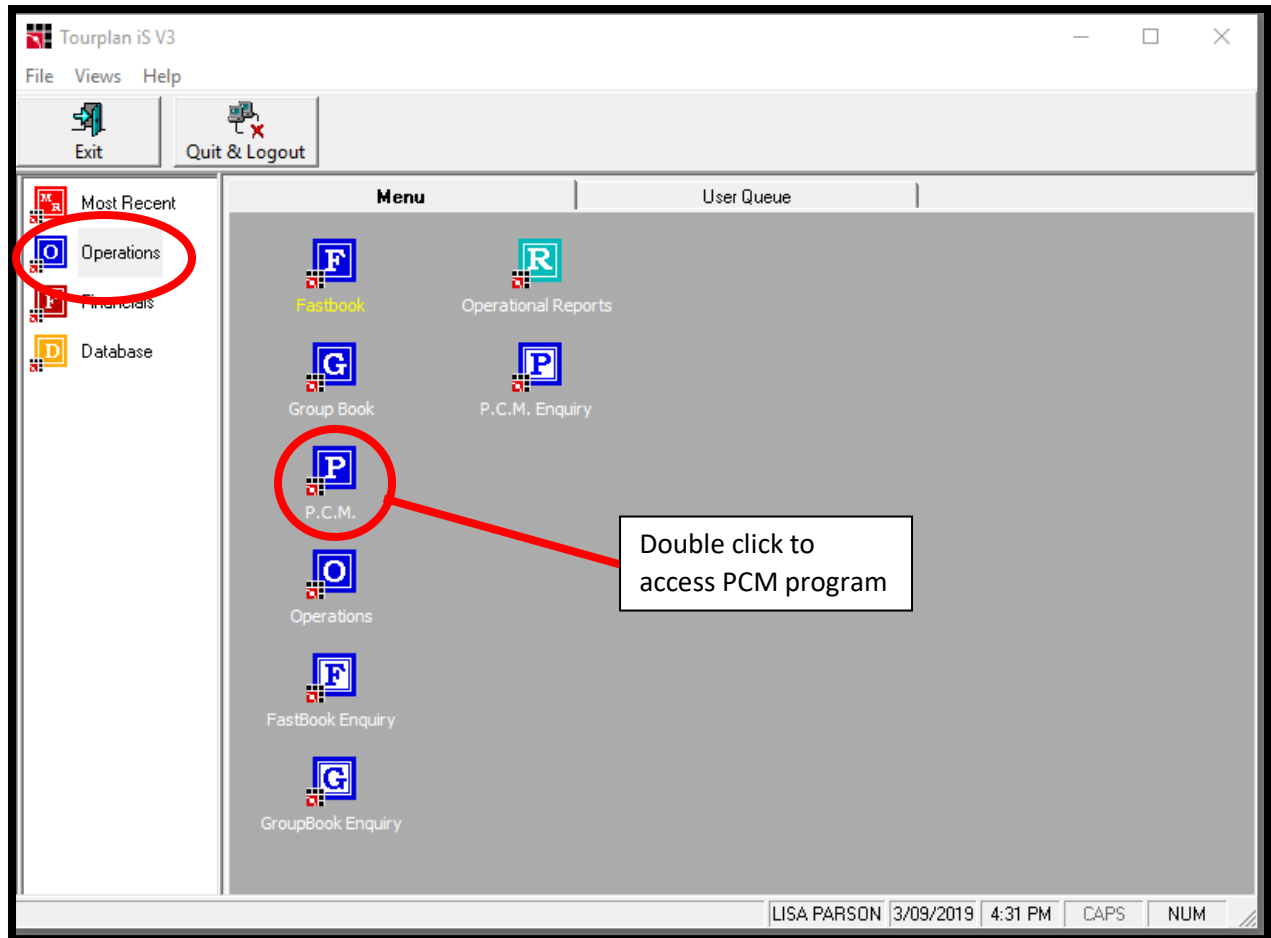 Tourplan iS V3
File Views Help
Exit
Quit & Logout
Most Recent
Operations
Financials
Database
Menu
User Queue
Fastbook
Operational Reports
Group Book
P.C.M. Enquiry
P.C.M.
Operations
FastBook Enquiry
GroupBook Enquiry
Double click to
access PCM program
LISA PARSON 3/09/2019 4:31 PM CAPS NUM